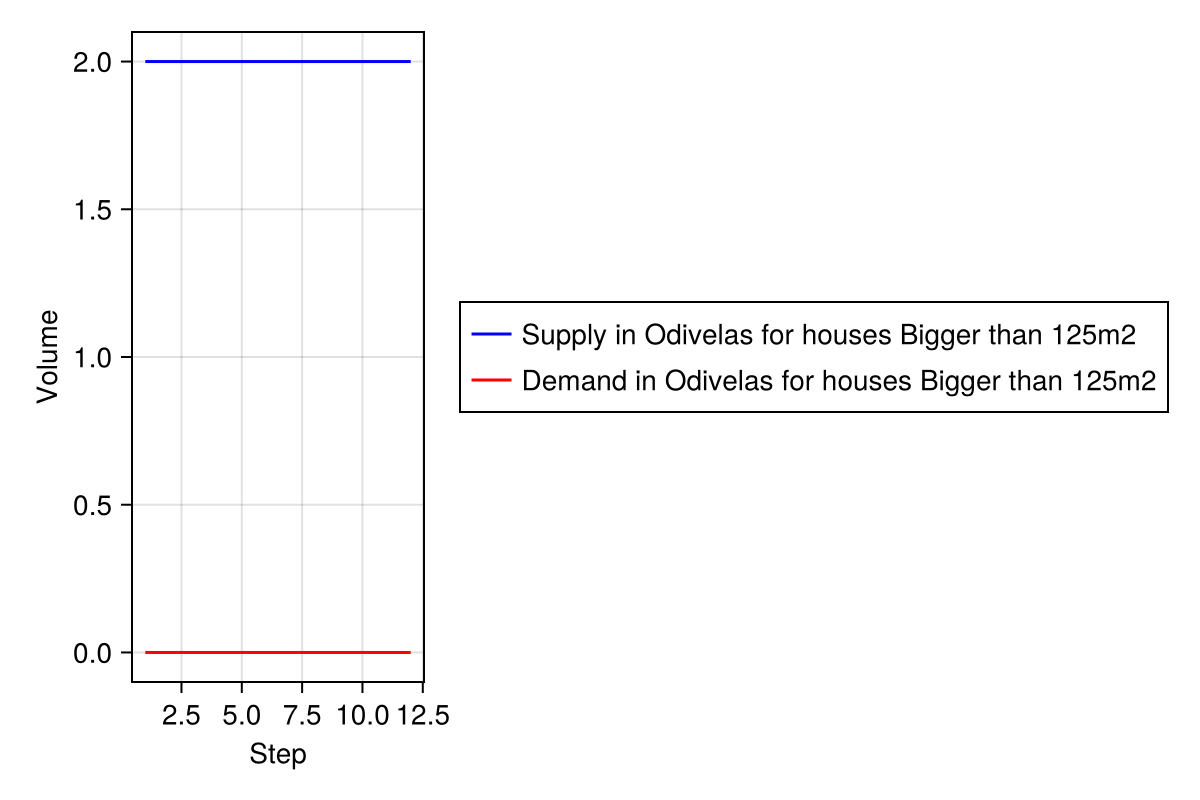 2.0
1.5
1.0
0.5
0.0
Volume
2.5 5.0 7.5 10.0 12.5
Step
Supply in Odivelas for houses Bigger than 125m2
Demand in Odivelas for houses Bigger than 125m2